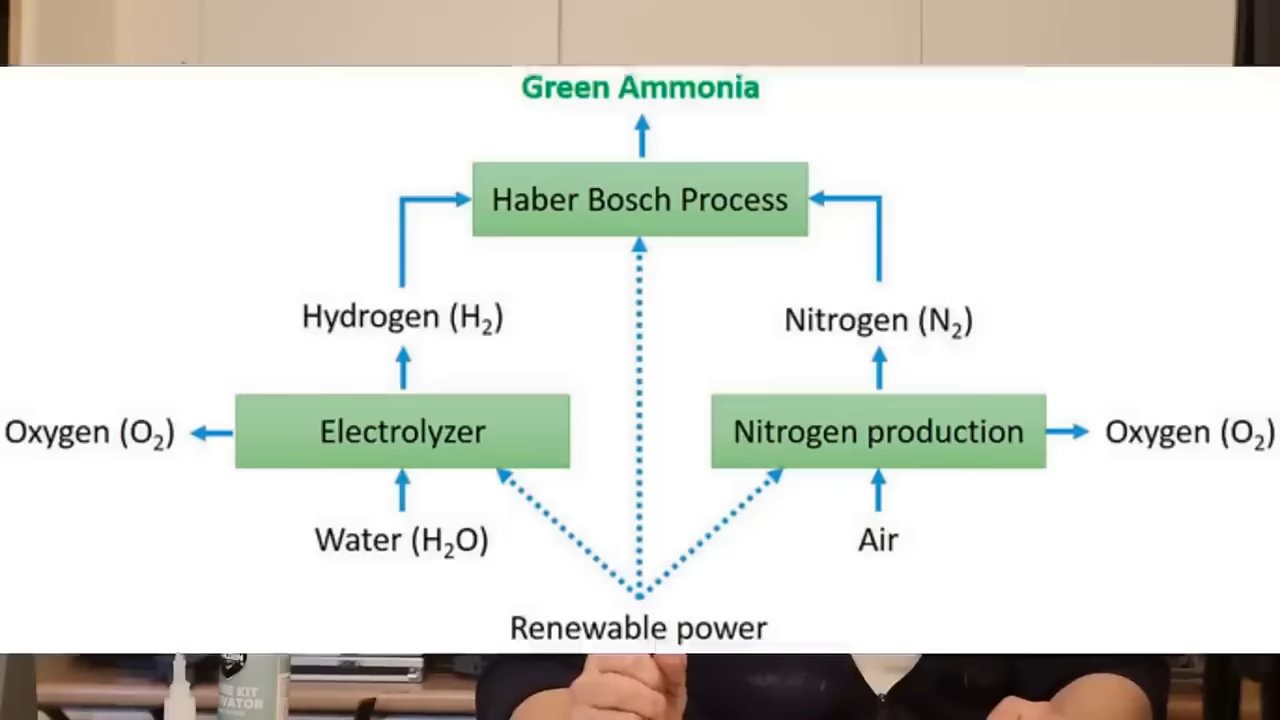 Green Ammonia
Haber Bosch Process
Hydrogen (H₂)
Nitrogen (N₂)
Oxygen (O₂)
Electrolyzer
Nitrogen production
Oxygen (O₂)
Water (H₂O)
Air
Renewable power
KIT